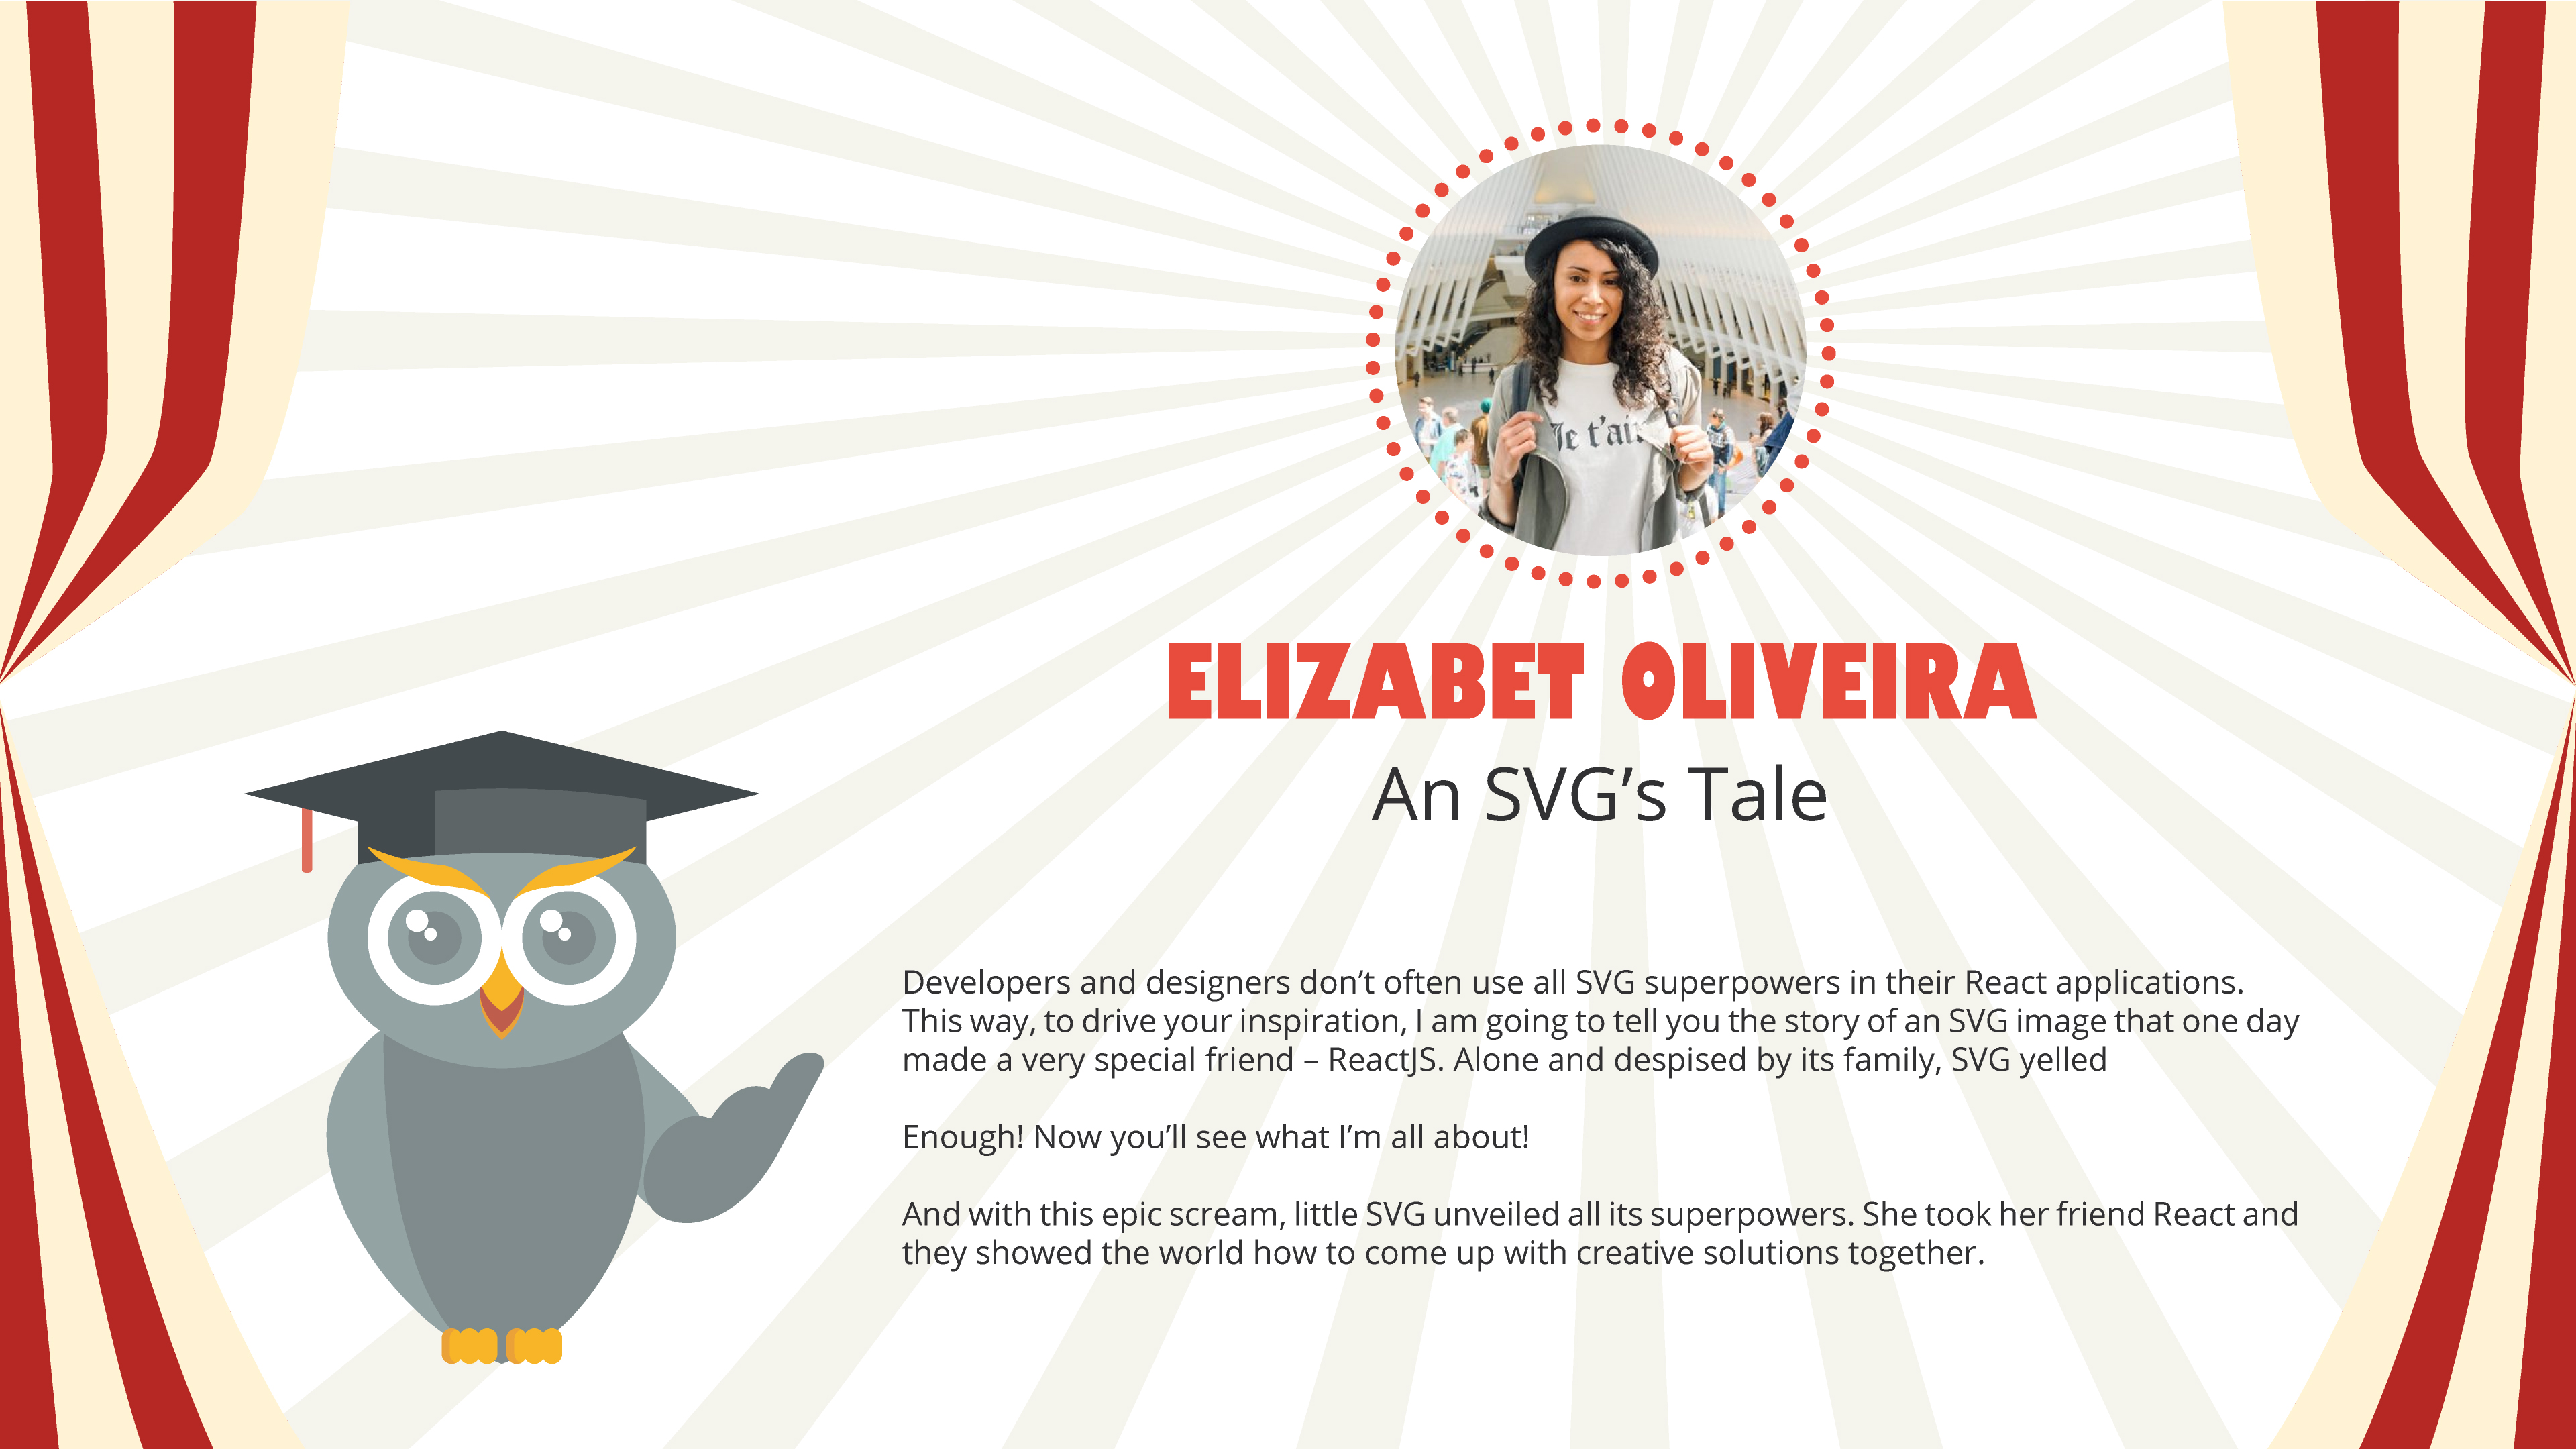 Je t'ai
ELIZABET OLIVEIRA
An SVG’s Tale
Developers and designers don’t often use all SVG superpowers in their React applications.
This way, to drive your inspiration, I am going to tell you the story of an SVG image that one day
made a very special friend – ReactJS. Alone and despised by its family, SVG yelled
Enough! Now you’ll see what I’m all about!
And with this epic scream, little SVG unveiled all its superpowers. She took her friend React and
they showed the world how to come up with creative solutions together.